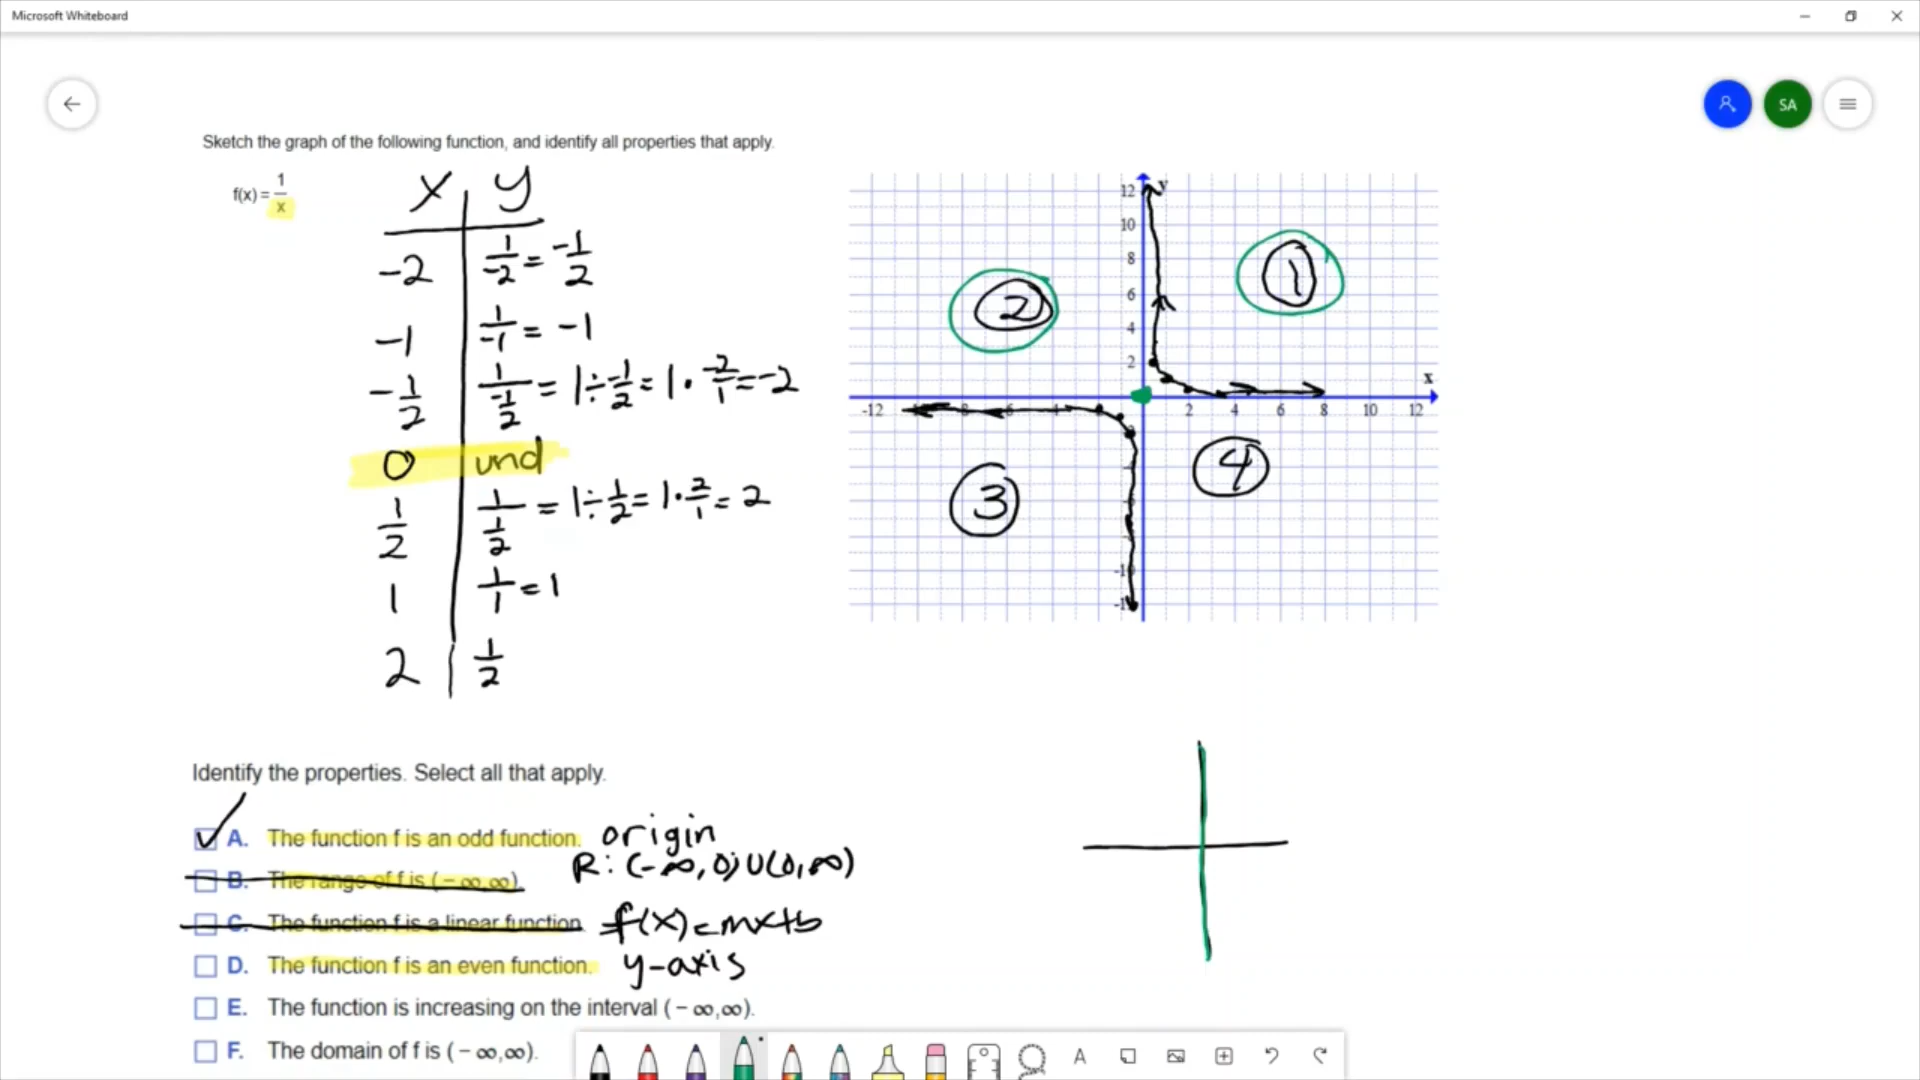 Microsoft Whiteboard
SA
Sketch the graph of the following function, and identify all properties that apply.
f(x) = 1/x
x y
-2 1/-2 = -1/2
-1 1/-1 = -1
-1/2 1/-1/2 = 1 ÷ -1/2 = 1 · -2/1 = -2
0 und
1/2 1/1/2 = 1 ÷ 1/2 = 1 · 2/1 = 2
1 1/1 = 1
2 1/2
y
12
10
8
6
4
2
x
-12 -8 -6 -4 2 4 6 8 10 12
1
2
3
4
Identify the properties. Select all that apply.
A. The function f is an odd function. origin
R: (-∞, 0) ∪ (0, ∞)
B. The range of f is (-∞,∞).
C. The function f is a linear function. f(x) = mx+b
D. The function f is an even function. y-axis
E. The function is increasing on the interval (-∞,∞).
F. The domain of f is (-∞,∞).
A